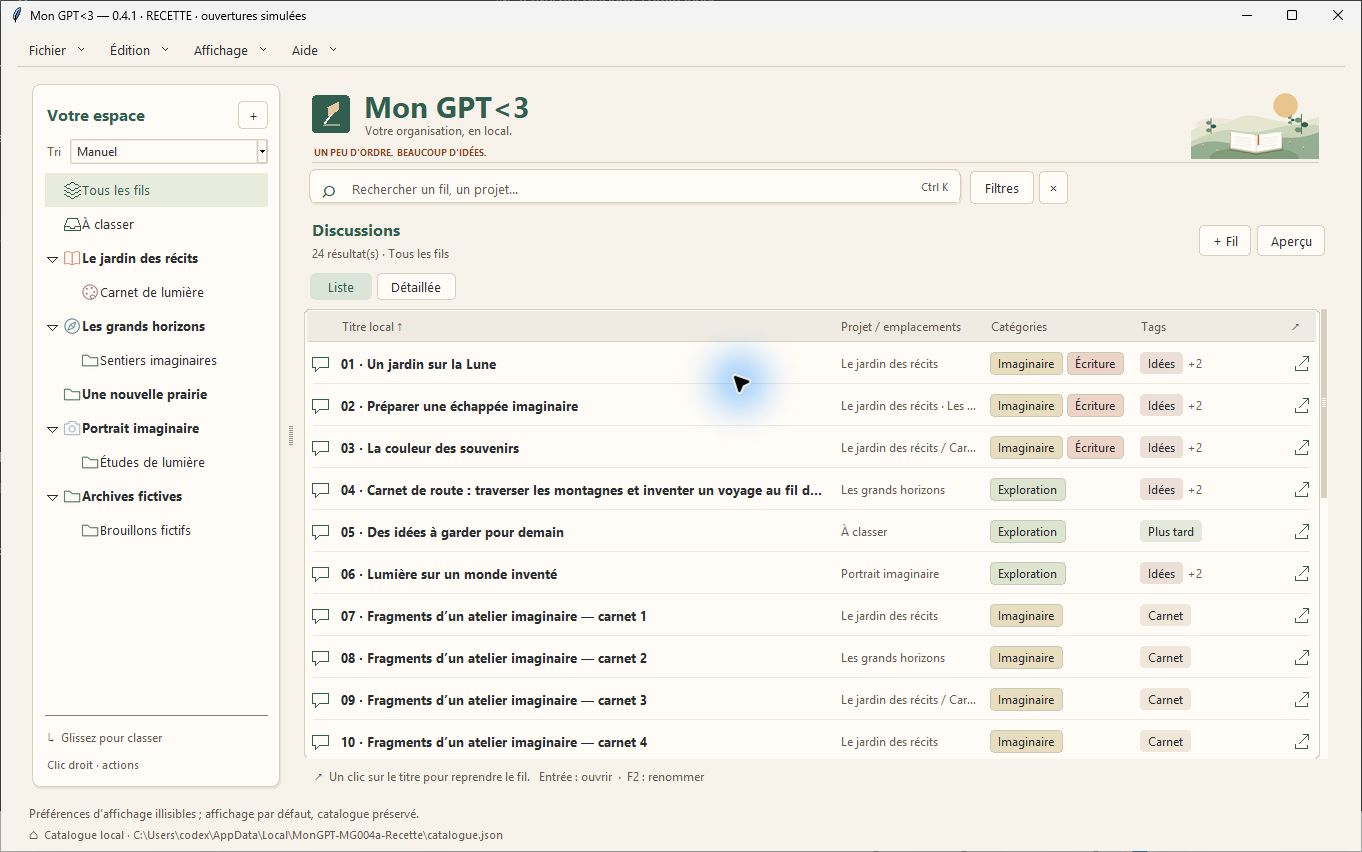 Mon GPT<3 — 0.4.1 · RECETTE · ouvertures simulées
Fichier Édition Affichage Aide
Votre espace +
Tri Manuel
Tous les fils
À classer
Le jardin des récits
Carnet de lumière
Les grands horizons
Sentiers imaginaires
Une nouvelle prairie
Portrait imaginaire
Études de lumière
Archives fictives
Brouillons fictifs
↳ Glissez pour classer
Clic droit · actions
Mon GPT<3
Votre organisation, en local.
UN PEU D'ORDRE. BEAUCOUP D'IDÉES.
Rechercher un fil, un projet... Ctrl K Filtres ×
Discussions
24 résultat(s) · Tous les fils
+ Fil Aperçu
Liste Détaillée
Titre local ↑ Projet / emplacements Catégories Tags ↗
01 · Un jardin sur la Lune Le jardin des récits Imaginaire Écriture Idées +2
02 · Préparer une échappée imaginaire Le jardin des récits · Les ... Imaginaire Écriture Idées +2
03 · La couleur des souvenirs Le jardin des récits / Car... Imaginaire Écriture Idées +2
04 · Carnet de route : traverser les montagnes et inventer un voyage au fil d... Les grands horizons Exploration Idées +2
05 · Des idées à garder pour demain À classer Exploration Plus tard
06 · Lumière sur un monde inventé Portrait imaginaire Exploration Idées +2
07 · Fragments d’un atelier imaginaire — carnet 1 Le jardin des récits Imaginaire Carnet
08 · Fragments d’un atelier imaginaire — carnet 2 Les grands horizons Imaginaire Carnet
09 · Fragments d’un atelier imaginaire — carnet 3 Le jardin des récits / Car... Imaginaire Carnet
10 · Fragments d’un atelier imaginaire — carnet 4 Le jardin des récits Imaginaire Carnet
↗ Un clic sur le titre pour reprendre le fil. Entrée : ouvrir · F2 : renommer
Préférences d’affichage illisibles ; affichage par défaut, catalogue préservé.
⌂ Catalogue local · C:\Users\codex\AppData\Local\MonGPT-MG004a-Recette\catalogue.json